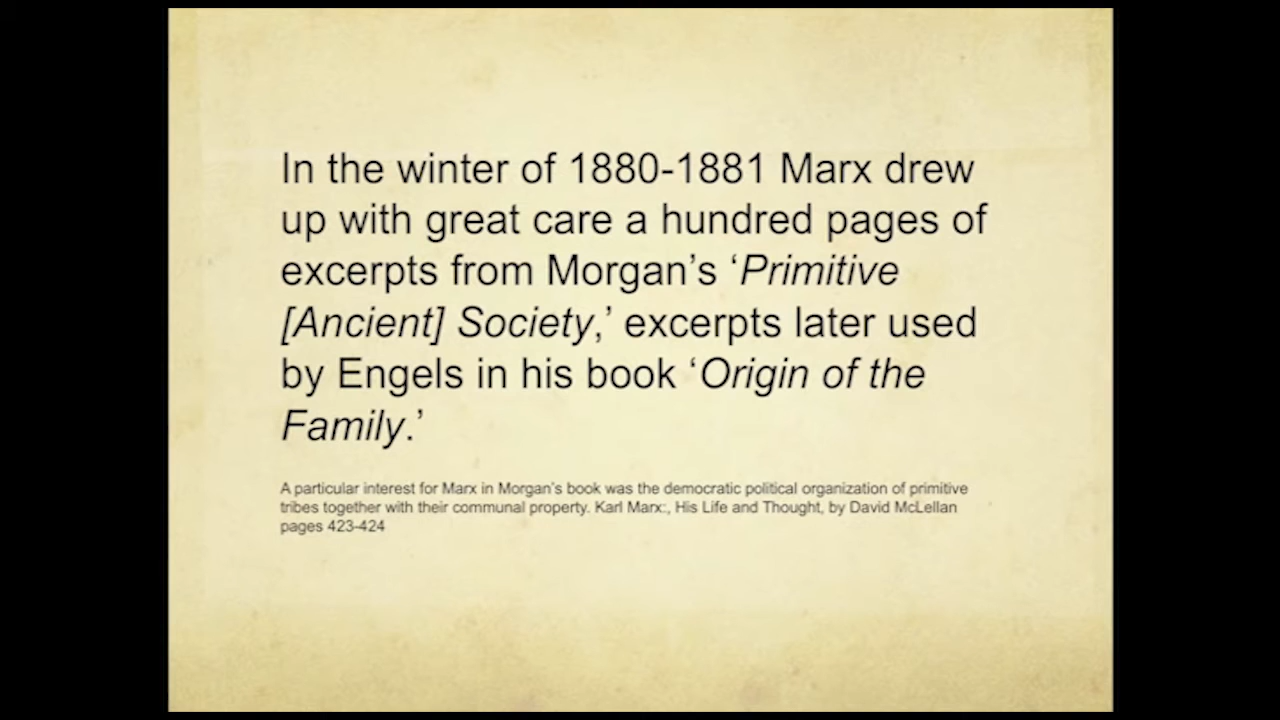 In the winter of 1880-1881 Marx drew
up with great care a hundred pages of
excerpts from Morgan’s ‘Primitive
[Ancient] Society,’ excerpts later used
by Engels in his book ‘Origin of the
Family.’
A particular interest for Marx in Morgan’s book was the democratic political organization of primitive
tribes together with their communal property. Karl Marx:, His Life and Thought, by David McLellan
pages 423-424